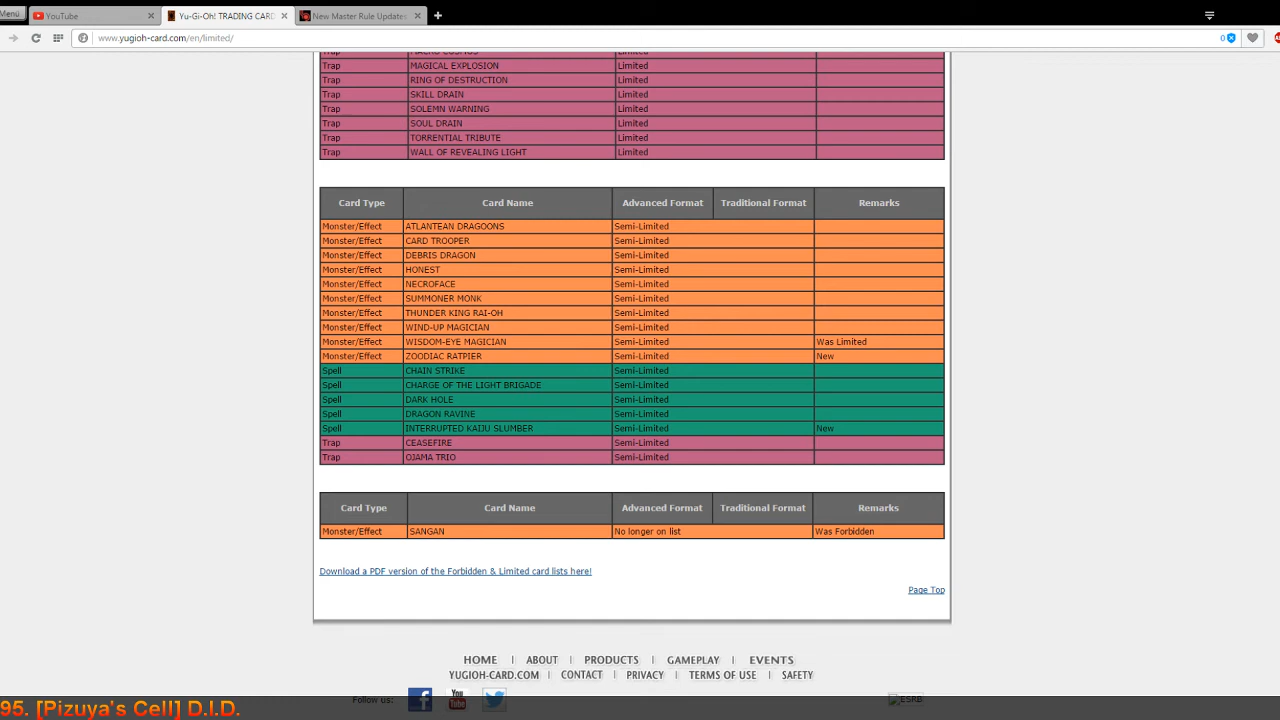 Menü
YouTube
Yu-Gi-Oh! TRADING CARD
New Master Rule Updates
www.yugioh-card.com/en/limited/
0
Trap MACRO COSMOS Limited
Trap MAGICAL EXPLOSION Limited
Trap RING OF DESTRUCTION Limited
Trap SKILL DRAIN Limited
Trap SOLEMN WARNING Limited
Trap SOUL DRAIN Limited
Trap TORRENTIAL TRIBUTE Limited
Trap WALL OF REVEALING LIGHT Limited
Card Type Card Name Advanced Format Traditional Format Remarks
Monster/Effect ATLANTEAN DRAGOONS Semi-Limited
Monster/Effect CARD TROOPER Semi-Limited
Monster/Effect DEBRIS DRAGON Semi-Limited
Monster/Effect HONEST Semi-Limited
Monster/Effect NECROFACE Semi-Limited
Monster/Effect SUMMONER MONK Semi-Limited
Monster/Effect THUNDER KING RAI-OH Semi-Limited
Monster/Effect WIND-UP MAGICIAN Semi-Limited
Monster/Effect WISDOM-EYE MAGICIAN Semi-Limited Was Limited
Monster/Effect ZOODIAC RATPIER Semi-Limited New
Spell CHAIN STRIKE Semi-Limited
Spell CHARGE OF THE LIGHT BRIGADE Semi-Limited
Spell DARK HOLE Semi-Limited
Spell DRAGON RAVINE Semi-Limited
Spell INTERRUPTED KAIJU SLUMBER Semi-Limited New
Trap CEASEFIRE Semi-Limited
Trap OJAMA TRIO Semi-Limited
Card Type Card Name Advanced Format Traditional Format Remarks
Monster/Effect SANGAN No longer on list Was Forbidden
Download a PDF version of the Forbidden & Limited card lists here!
Page Top
HOME | ABOUT | PRODUCTS | GAMEPLAY | EVENTS
YUGIOH-CARD.COM | CONTACT | PRIVACY | TERMS OF USE | SAFETY
Follow us: You Tube ESRB
95. [Pizuya's Cell] D.I.D.